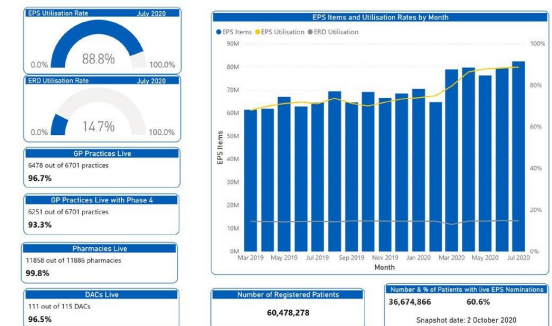 EPS Utilisation Rate July 2020
88.8%
0.0% 100.0%
ERD Utilisation Rate July 2020
14.7%
0.0% 100.0%
GP Practices Live
6478 out of 6701 practices
96.7%
GP Practices Live with Phase 4
6251 out of 6701 practices
93.3%
Pharmacies Live
11858 out of 11886 pharmacies
99.8%
DACs Live
111 out of 115 DACs
96.5%
EPS Items and Utilisation Rates by Month
EPS Items EPS Utilisation ERD Utilisation
90M 100%
80M
70M 80%
60M
50M 60%
40M
40%
30M
20M 20%
10M
0M 0%
EPS Items
Mar 2019 May 2019 Jul 2019 Sep 2019 Nov 2019 Jan 2020 Mar 2020 May 2020 Jul 2020
Month
Number of Registered Patients
60,478,278
Number & % of Patients with live EPS Nominations
36,674,866 60.6%
Snapshot date: 2 October 2020